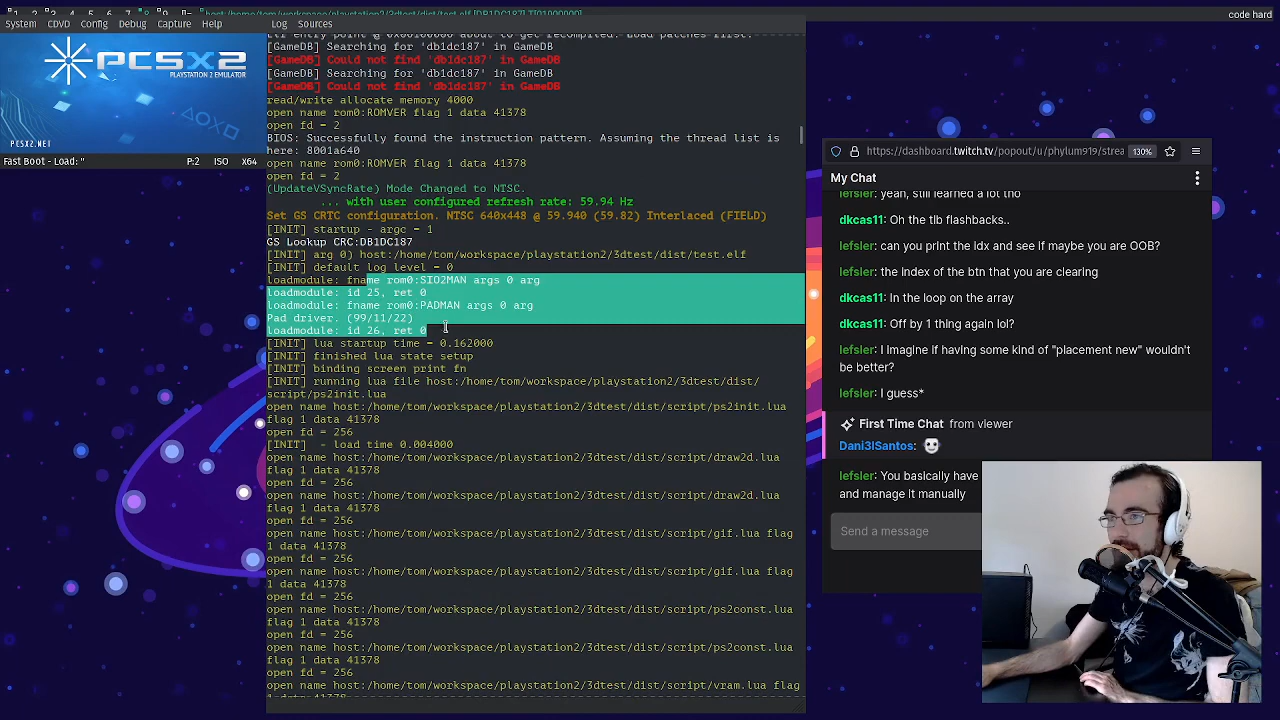 code hard
System CDVD Config Debug Capture Help
Log Sources
PCSX2
PLAYSTATION 2 EMULATOR
PCSX2.NET
Fast Boot - Load: '' P:2 ISO X64
[GameDB] Searching for 'db1dc187' in GameDB
[GameDB] Could not find 'db1dc187' in GameDB
[GameDB] Searching for 'db1dc187' in GameDB
[GameDB] Could not find 'db1dc187' in GameDB
read/write allocate memory 4000
open name rom0:ROMVER flag 1 data 41378
open fd = 2
BIOS: Successfully found the instruction pattern. Assuming the thread list is
here: 8001a640
open name rom0:ROMVER flag 1 data 41378
open fd = 2
(UpdateVSyncRate) Mode Changed to NTSC.
... with user configured refresh rate: 59.94 Hz
Set GS CRTC configuration. NTSC 640x448 @ 59.940 (59.82) Interlaced (FIELD)
[INIT] startup - argc = 1
GS Lookup CRC:DB1DC187
[INIT] arg 0) host:/home/tom/workspace/playstation2/3dtest/dist/test.elf
[INIT] default log level = 0
loadmodule: fname rom0:SIO2MAN args 0 arg
loadmodule: id 25, ret 0
loadmodule: fname rom0:PADMAN args 0 arg
Pad driver. (99/11/22)
loadmodule: id 26, ret 0
[INIT] lua startup time = 0.162000
[INIT] finished lua state setup
[INIT] binding screen print fn
[INIT] running lua file host:/home/tom/workspace/playstation2/3dtest/dist/
script/ps2init.lua
open name host:/home/tom/workspace/playstation2/3dtest/dist/script/ps2init.lua
flag 1 data 41378
open fd = 256
[INIT]  - load time 0.004000
open name host:/home/tom/workspace/playstation2/3dtest/dist/script/draw2d.lua
flag 1 data 41378
open fd = 256
open name host:/home/tom/workspace/playstation2/3dtest/dist/script/draw2d.lua
flag 1 data 41378
open fd = 256
open name host:/home/tom/workspace/playstation2/3dtest/dist/script/gif.lua flag
1 data 41378
open fd = 256
open name host:/home/tom/workspace/playstation2/3dtest/dist/script/gif.lua flag
1 data 41378
open fd = 256
open name host:/home/tom/workspace/playstation2/3dtest/dist/script/ps2const.lua
flag 1 data 41378
open fd = 256
open name host:/home/tom/workspace/playstation2/3dtest/dist/script/ps2const.lua
flag 1 data 41378
open fd = 256
open name host:/home/tom/workspace/playstation2/3dtest/dist/script/vram.lua flag
https://dashboard.twitch.tv/popout/u/phylum919/strea 130%
My Chat
lefsler: yeah, still learned a lot tho
dkcas11: Oh the tlb flashbacks..
lefsler: can you print the idx and see if maybe you are OOB?
lefsler: the index of the btn that you are clearing
dkcas11: In the loop on the array
dkcas11: Off by 1 thing again lol?
lefsler: I imagine if having some kind of "placement new" wouldn't
be better?
lefsler: I guess*
First Time Chat from viewer
Dani3lSantos:
lefsler: You basically have
and manage it manually
Send a message